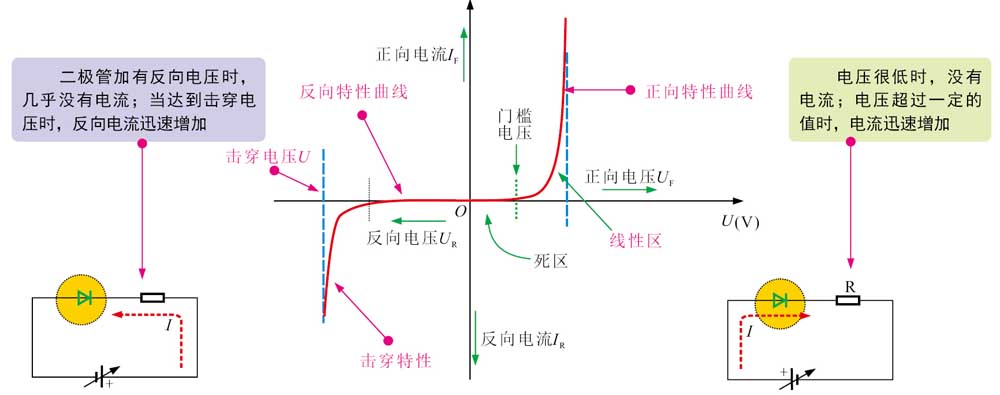 二极管加有反向电压时,
几乎没有电流;当达到击穿电
压时,反向电流迅速增加
正向电流IF
反向特性曲线
击穿电压U
门槛
电压
正向特性曲线
正向电压UF
电压很低时,没有
电流;电压超过一定的
值时,电流迅速增加
O
U(V)
反向电压UR
死区
线性区
击穿特性
反向电流IR
I
+
R
I
+